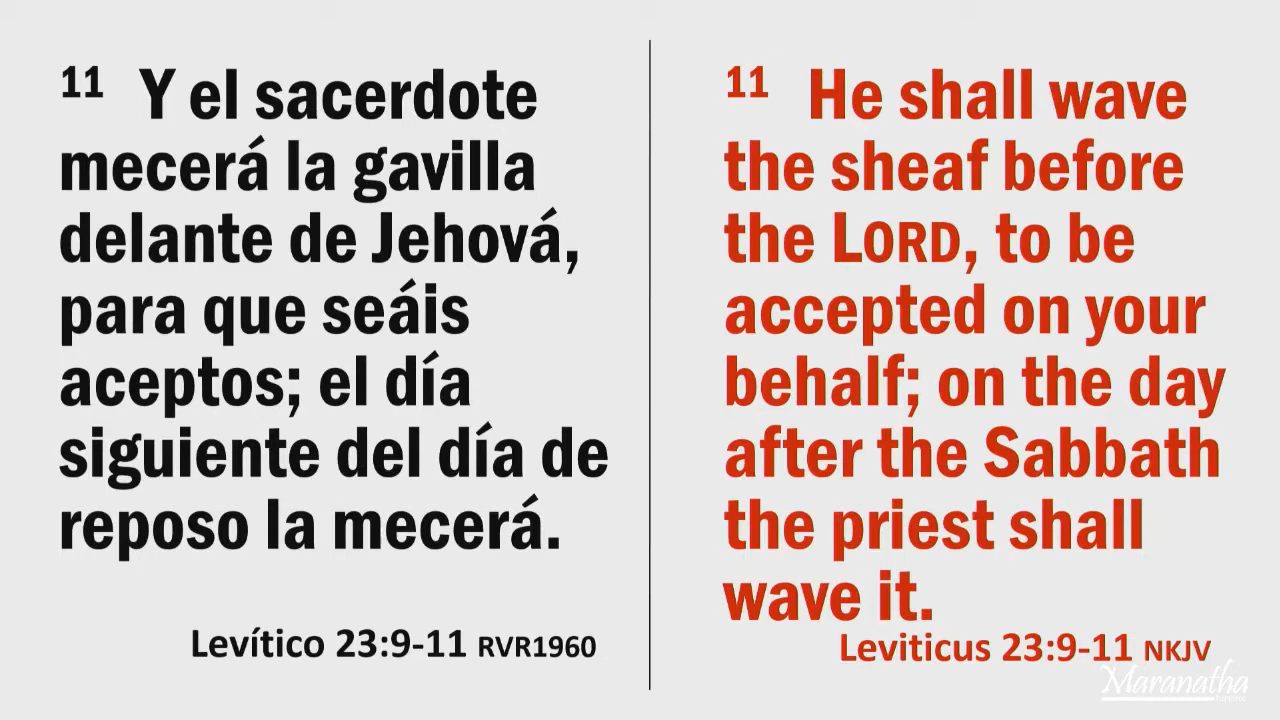 11 Y el sacerdote
mecerá la gavilla
delante de Jehová,
para que seáis
aceptos; el día
siguiente del día de
reposo la mecerá.
Levítico 23:9-11 RVR1960
11 He shall wave
the sheaf before
the LORD, to be
accepted on your
behalf; on the day
after the Sabbath
the priest shall
wave it.
Leviticus 23:9-11 NKJV
Maranatha